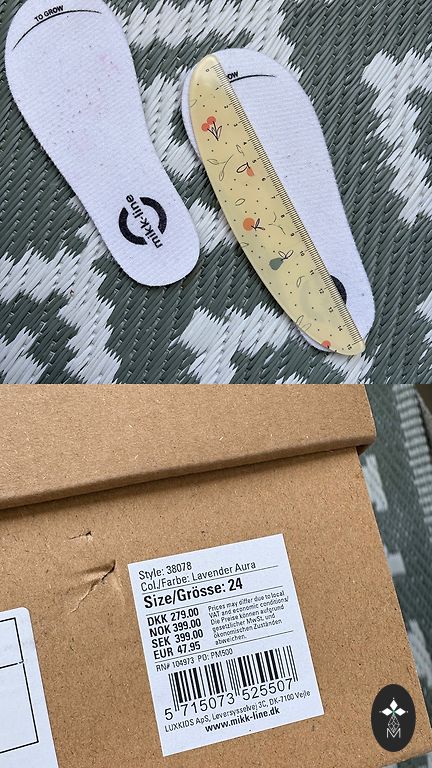 TO GROW
OW
mikk-line
Style: 38078
Col./Farbe: Lavender Aura
Size/Grösse: 24
DKK 279.00
NOK 399.00
SEK 399.00
EUR 47.95
Prices may differ due to local
VAT and economic conditions/
Die Preise können aufgrund
gesetzlicher MwSt. und
ökonomischen Zuständen
abweichen.
RN# 104973 PO: PM500
5 715073 525507
LUXKIDS ApS, Løversysselvej 3C, DK-7100 Vejle
www.mikk-line.dk
M